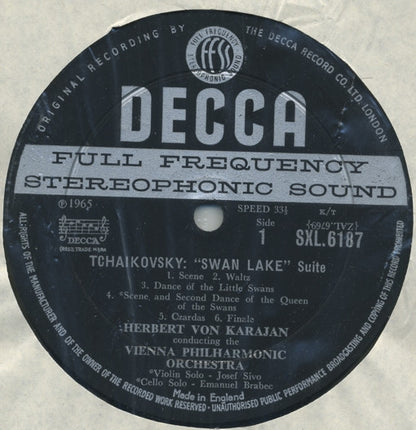 ORIGINAL RECORDING BY
THE DECCA RECORD CO. LTD. LONDON
FULL FREQUENCY
ffss
STEREOPHONIC SOUND
DECCA
FULL FREQUENCY
STEREOPHONIC SOUND
℗1965
SPEED 33⅓
R/T
DECCA
Side
1
SXL.6187
TCHAIKOVSKY: "SWAN LAKE" Suite
1. Scene 2. Waltz
3. Dance of the Little Swans
4. *Scene, and Second Dance of the Queen
of the Swans
5. Czardas 6. Finale
HERBERT VON KARAJAN
conducting the
VIENNA PHILHARMONIC
ORCHESTRA
*Violin Solo - Josef Sivo
*Cello Solo - Emanuel Brabec
Made in England
ALL RIGHTS OF THE MANUFACTURER AND OF THE OWNER OF THE RECORDED WORK RESERVED - UNAUTHORISED PUBLIC PERFORMANCE, BROADCASTING AND COPYING OF THIS RECORD PROHIBITED